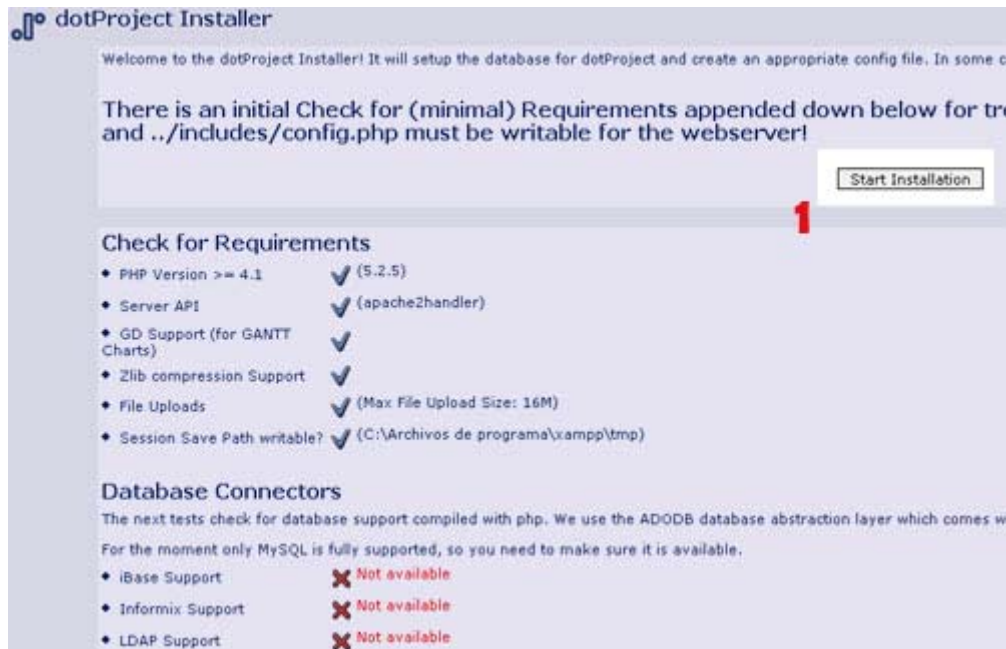 dotProject Installer
Welcome to the dotProject Installer! It will setup the database for dotProject and create an appropriate config file. In some c
There is an initial Check for (minimal) Requirements appended down below for tr
and ../includes/config.php must be writable for the webserver!
Start Installation
1
Check for Requirements
• PHP Version >= 4.1 (5.2.5)
• Server API (apache2handler)
• GD Support (for GANTT
Charts)
• Zlib compression Support
• File Uploads (Max File Upload Size: 16M)
• Session Save Path writable? (C:\Archivos de programa\xampp\tmp)
Database Connectors
The next tests check for database support compiled with php. We use the ADODB database abstraction layer which comes w
For the moment only MySQL is fully supported, so you need to make sure it is available.
• iBase Support Not available
• Informix Support Not available
• LDAP Support Not available